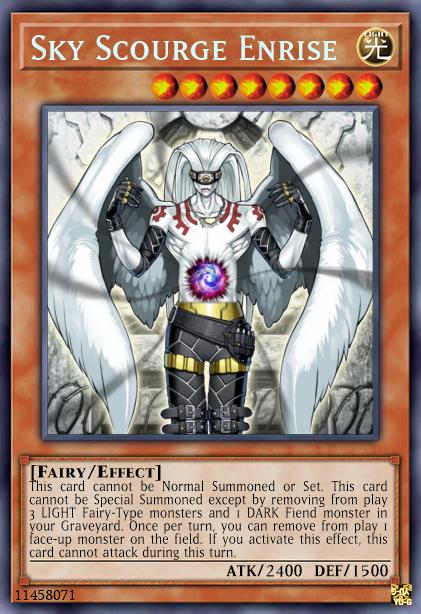 Sky Scourge Enrise
LIGHT
光
[Fairy/Effect]
This card cannot be Normal Summoned or Set. This card
cannot be Special Summoned except by removing from play
3 LIGHT Fairy-Type monsters and 1 DARK Fiend monster in
your Graveyard. Once per turn, you can remove from play 1
face-up monster on the field. If you activate this effect, this
card cannot attack during this turn.
ATK/2400 DEF/1500
11458071